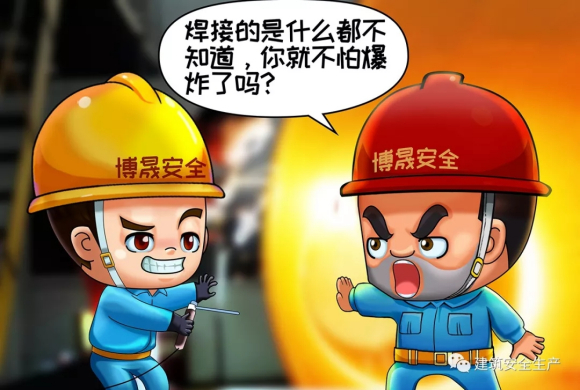 焊接的是什么都不
知道，你就不怕爆
炸了吗？
博晟安全
博晟安全
建筑安全生产